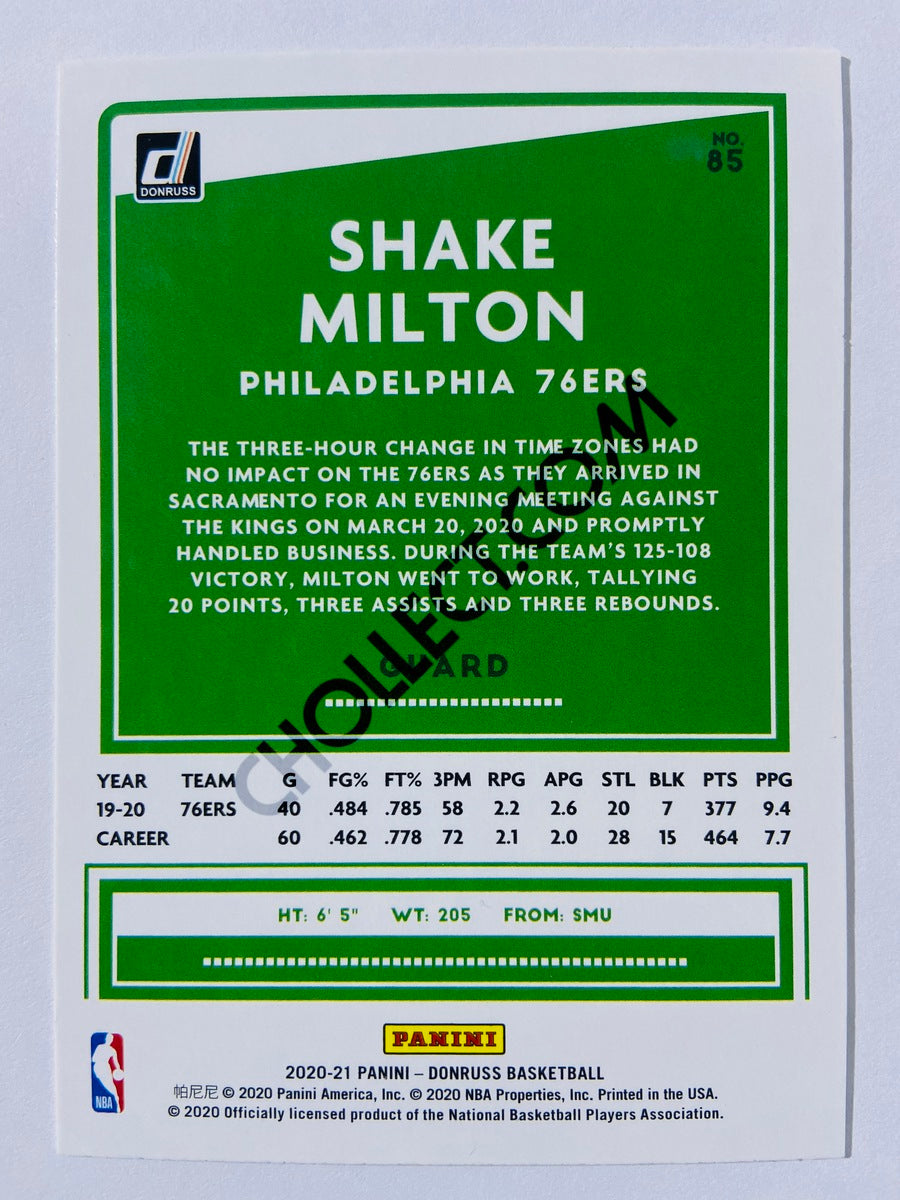 DONRUSS
NO.
85
SHAKE
MILTON
PHILADELPHIA 76ERS
THE THREE-HOUR CHANGE IN TIME ZONES HAD
NO IMPACT ON THE 76ERS AS THEY ARRIVED IN
SACRAMENTO FOR AN EVENING MEETING AGAINST
THE KINGS ON MARCH 20, 2020 AND PROMPTLY
HANDLED BUSINESS. DURING THE TEAM'S 125-108
VICTORY, MILTON WENT TO WORK, TALLYING
20 POINTS, THREE ASSISTS AND THREE REBOUNDS.
GUARD
CHOLLECT.COM
YEAR TEAM G FG% FT% 3PM RPG APG STL BLK PTS PPG
19-20 76ERS 40 .484 .785 58 2.2 2.6 20 7 377 9.4
CAREER 60 .462 .778 72 2.1 2.0 28 15 464 7.7
HT: 6' 5" WT: 205 FROM: SMU
PANINI
NBA
2020-21 PANINI – DONRUSS BASKETBALL
帕尼尼 © 2020 Panini America, Inc. © 2020 NBA Properties, Inc. Printed in the USA.
© 2020 Officially licensed product of the National Basketball Players Association.